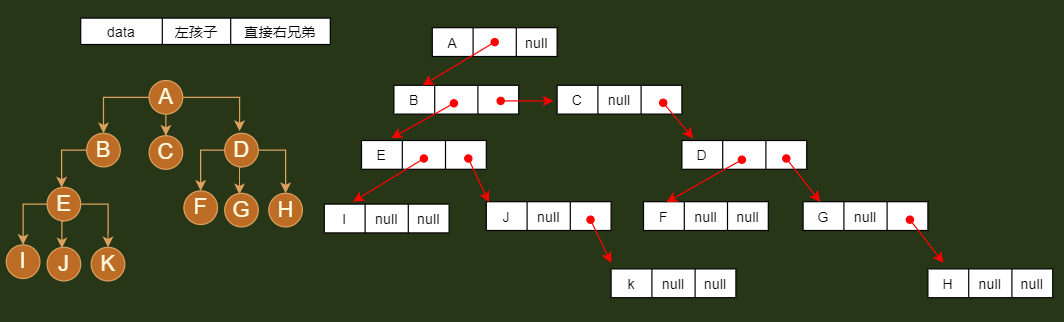 data 左孩子 直接右兄弟
A
B C D
E F G H
I J K
A null
B C null
E D
I null null J null F null null G null
k null null H null null